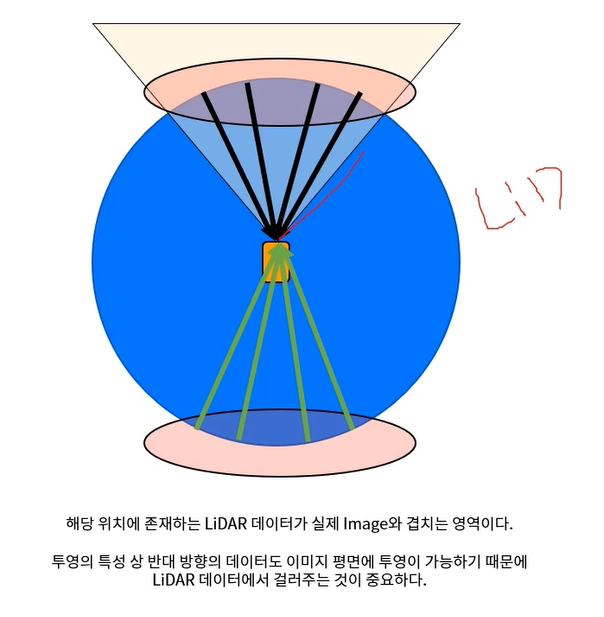 LiD
해당 위치에 존재하는 LiDAR 데이터가 실제 Image와 겹치는 영역이다.
투영의 특성 상 반대 방향의 데이터도 이미지 평면에 투영이 가능하기 때문에
LiDAR 데이터에서 걸러주는 것이 중요하다.